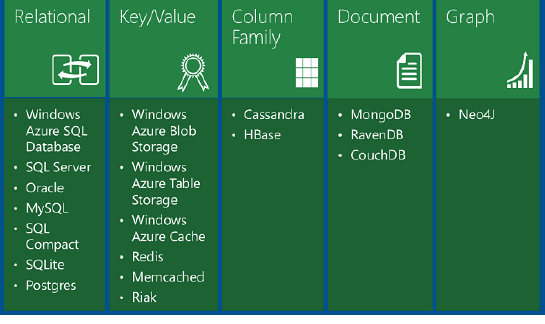 Relational
• Windows
Azure SQL
Database
• SQL Server
• Oracle
• MySQL
• SQL
Compact
• SQLite
• Postgres
Key/Value
• Windows
Azure Blob
Storage
• Windows
Azure Table
Storage
• Windows
Azure Cache
• Redis
• Memcached
• Riak
Column
Family
• Cassandra
• HBase
Document
• MongoDB
• RavenDB
• CouchDB
Graph
• Neo4J